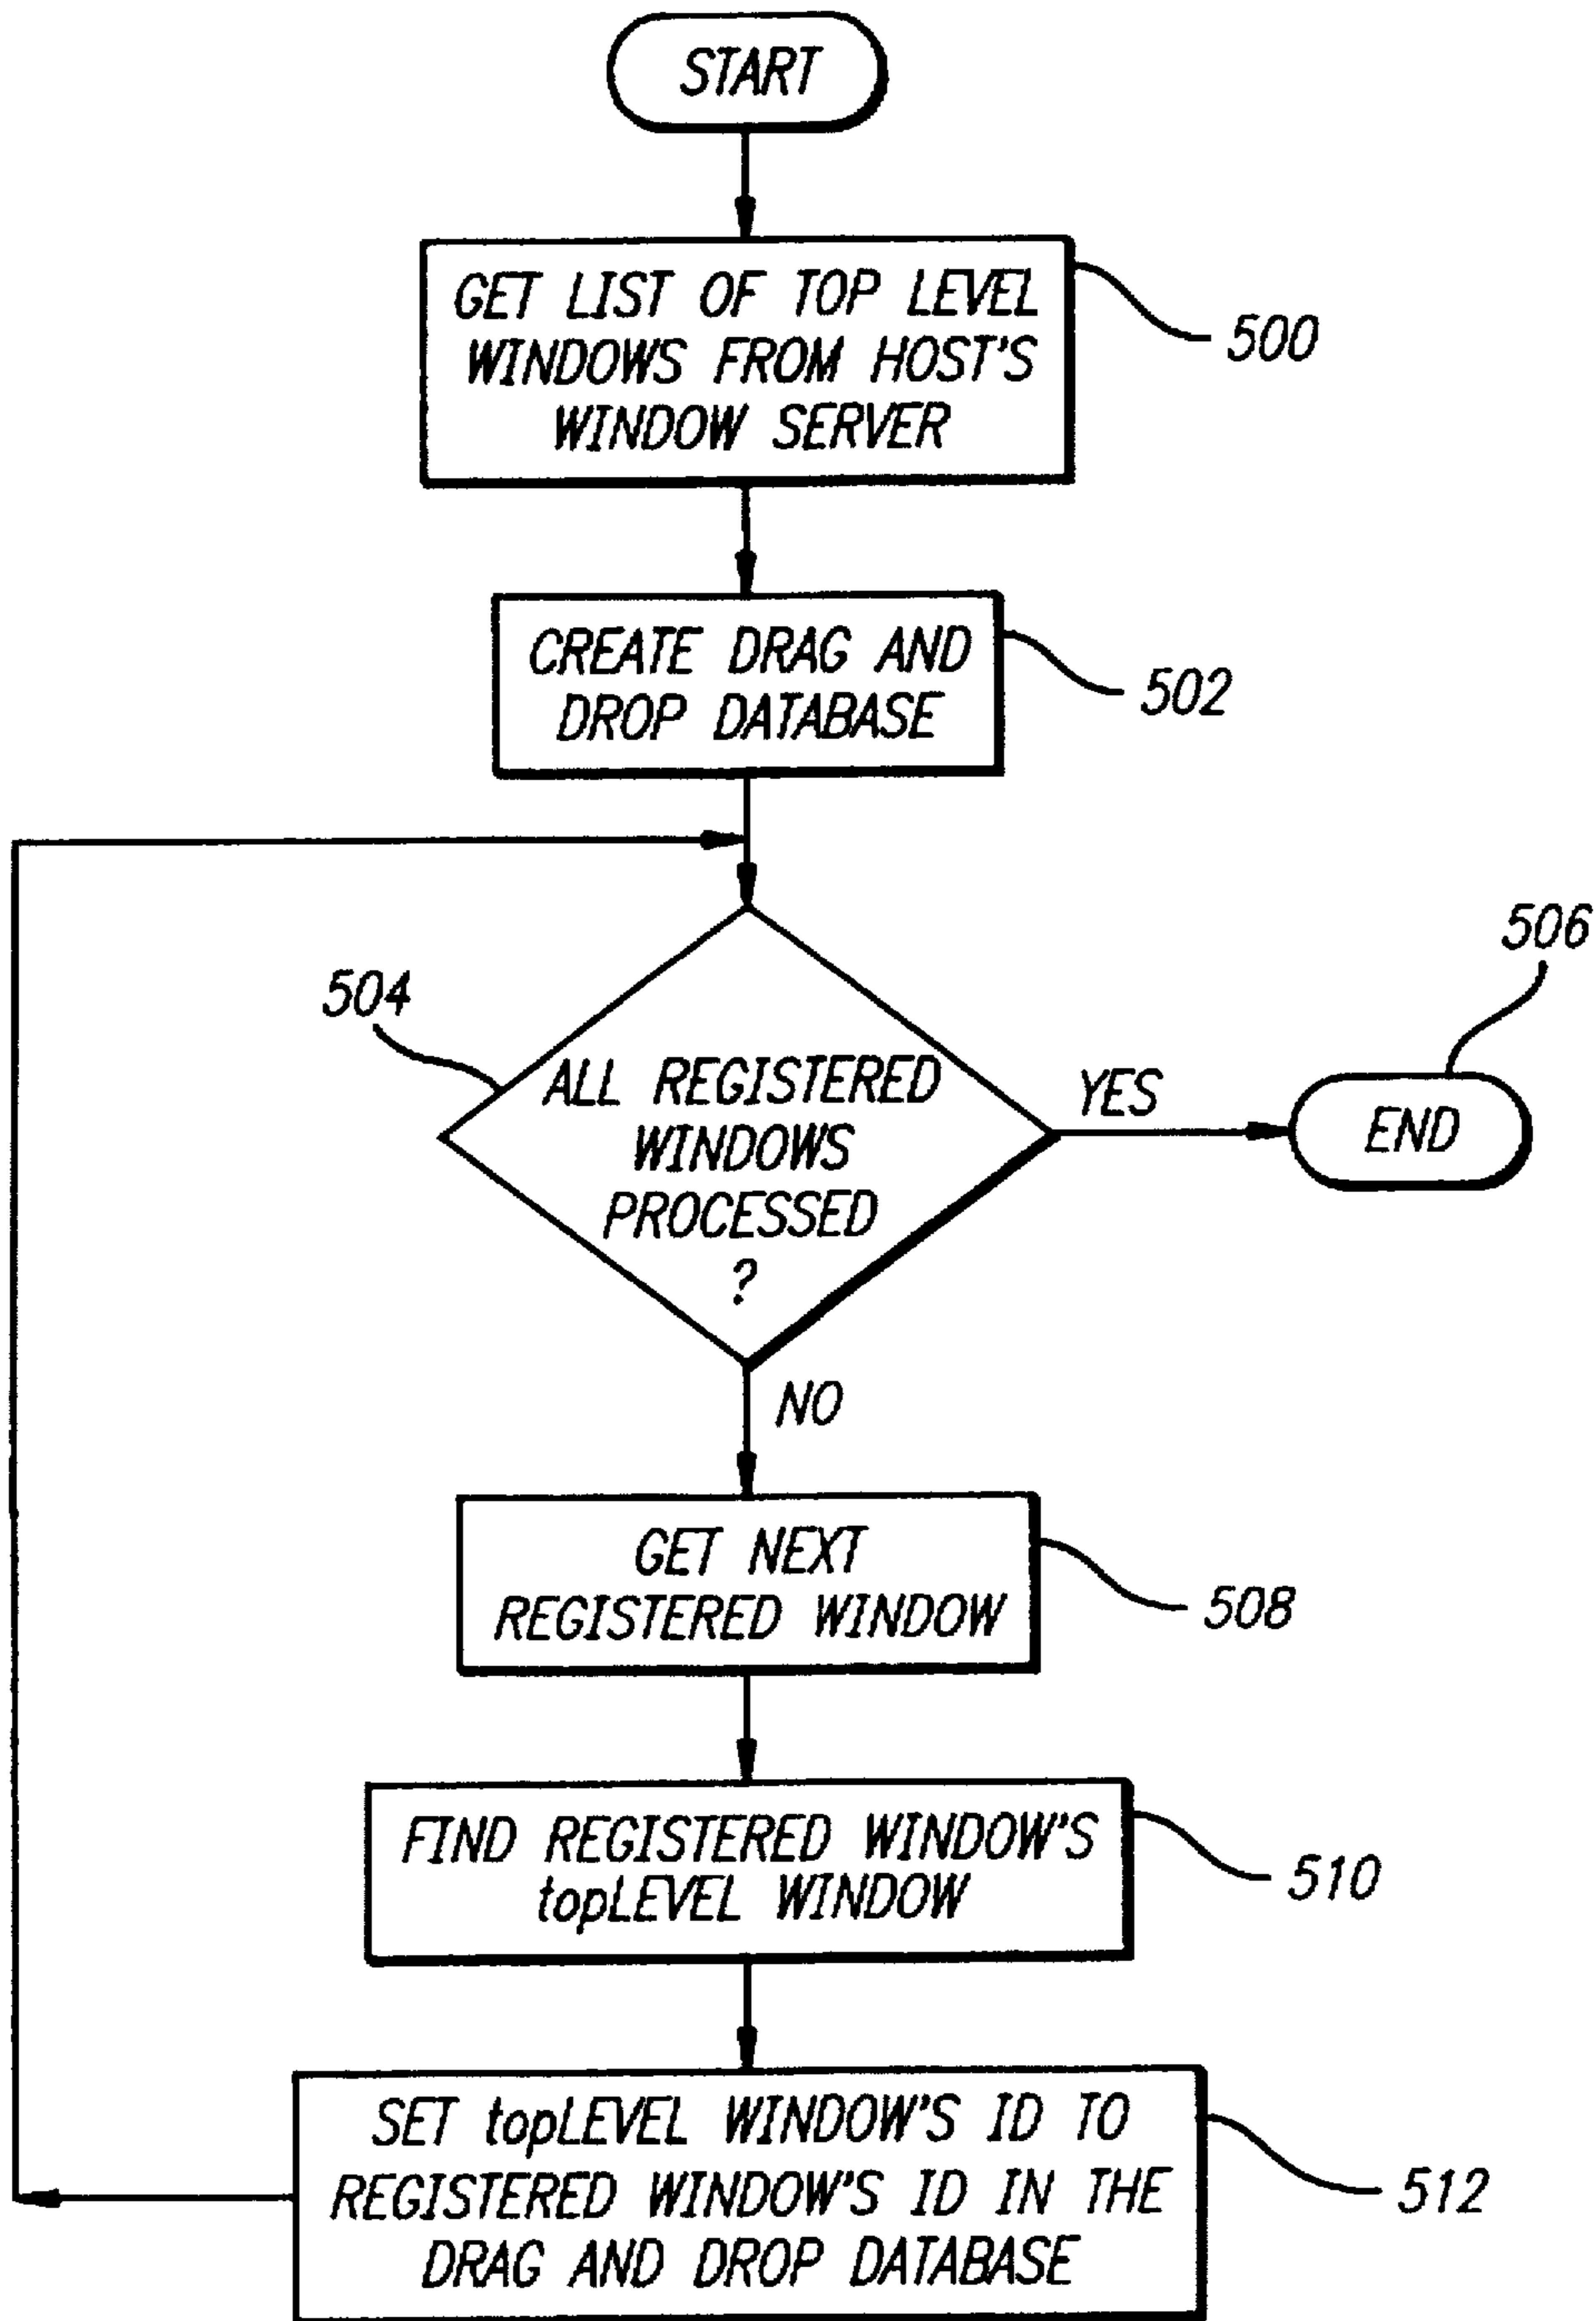 START
GET LIST OF TOP LEVEL
WINDOWS FROM HOST'S
WINDOW SERVER
500
CREATE DRAG AND
DROP DATABASE
502
504
ALL REGISTERED
WINDOWS
PROCESSED
?
YES
506
END
NO
GET NEXT
REGISTERED WINDOW
508
FIND REGISTERED WINDOW'S
topLEVEL WINDOW
510
SET topLEVEL WINDOW'S ID TO
REGISTERED WINDOW'S ID IN THE
DRAG AND DROP DATABASE
512